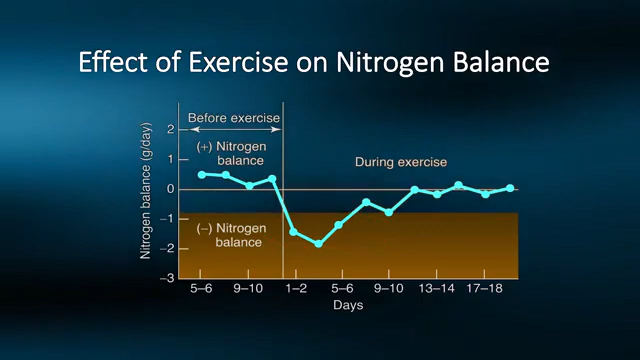 Effect of Exercise on Nitrogen Balance
Before exercise
(+) Nitrogen
balance
During exercise
(−) Nitrogen
balance
Nitrogen balance (g/day)
2
1
0
−1
−2
−3
5–6 9–10 1–2 5–6 9–10 13–14 17–18
Days